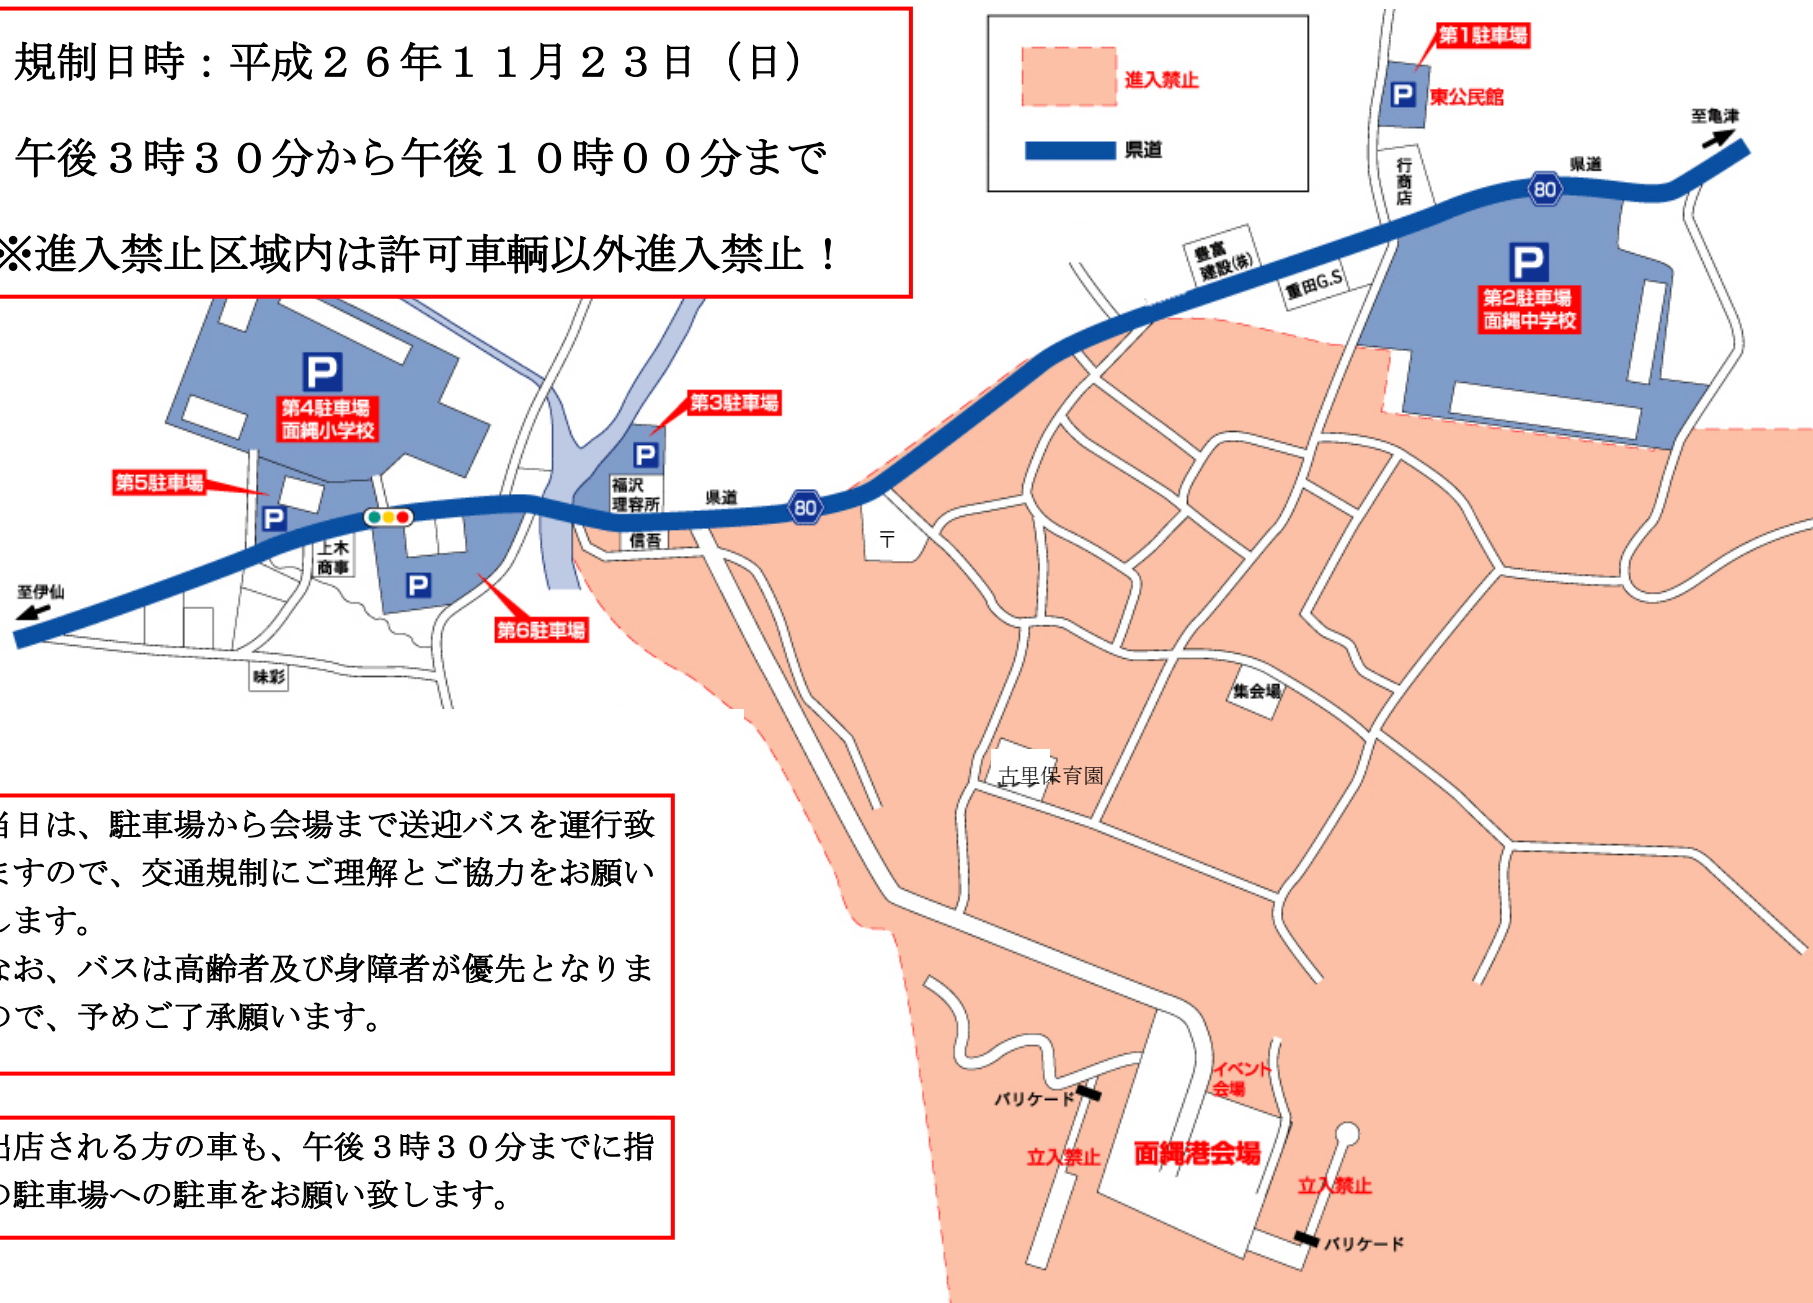 規制日時：平成２６年１１月２３日（日）
午後３時３０分から午後１０時００分まで
※進入禁止区域内は許可車輌以外進入禁止！
進入禁止
県道
第1駐車場
P
東公民館
至亀津
行商店
県道
80
豊富
建設(株)
重田G.S
P
第2駐車場
面縄中学校
P
第4駐車場
面縄小学校
第3駐車場
P
福沢
理容所
県道
80
信吾
〒
第5駐車場
P
上木
商事
P
第6駐車場
至伊仙
味彩
集会場
古里保育園
当日は、駐車場から会場まで送迎バスを運行致
ますので、交通規制にご理解とご協力をお願い
します。
なお、バスは高齢者及び身障者が優先となりま
ので、予めご了承願います。
出店される方の車も、午後３時３０分までに指
の駐車場への駐車をお願い致します。
イベント
会場
バリケード
立入禁止
面縄港会場
立入禁止
バリケード